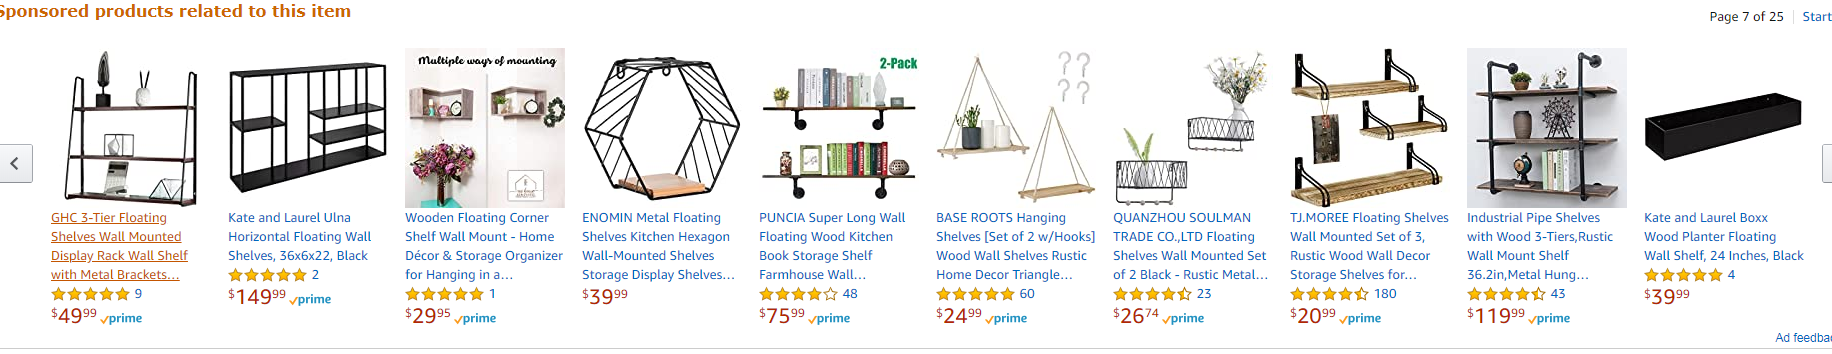 Sponsored products related to this item
Page 7 of 25
Start
GHC 3-Tier Floating
Shelves Wall Mounted
Display Rack Wall Shelf
with Metal Brackets...
9
$49.99 prime
Kate and Laurel Ulna
Horizontal Floating Wall
Shelves, 36x6x22, Black
2
$149.99 prime
Multiple ways of mounting
Wooden Floating Corner
Shelf Wall Mount - Home
Décor & Storage Organizer
for Hanging in a...
1
$29.95 prime
ENOMIN Metal Floating
Shelves Kitchen Hexagon
Wall-Mounted Shelves
Storage Display Shelves...
$39.99
2-Pack
PUNCIA Super Long Wall
Floating Wood Kitchen
Book Storage Shelf
Farmhouse Wall...
48
$75.99 prime
BASE ROOTS Hanging
Shelves [Set of 2 w/Hooks]
Wood Wall Shelves Rustic
Home Decor Triangle...
60
$24.99 prime
QUANZHOU SOULMAN
TRADE CO.,LTD Floating
Shelves Wall Mounted Set
of 2 Black - Rustic Metal...
23
$26.74 prime
TJ.MOREE Floating Shelves
Wall Mounted Set of 3,
Rustic Wood Wall Decor
Storage Shelves for...
180
$20.99 prime
Industrial Pipe Shelves
with Wood 3-Tiers,Rustic
Wall Mount Shelf
36.2in,Metal Hung...
43
$119.99 prime
Kate and Laurel Boxx
Wood Planter Floating
Wall Shelf, 24 Inches, Black
4
$39.99
Ad feedbac